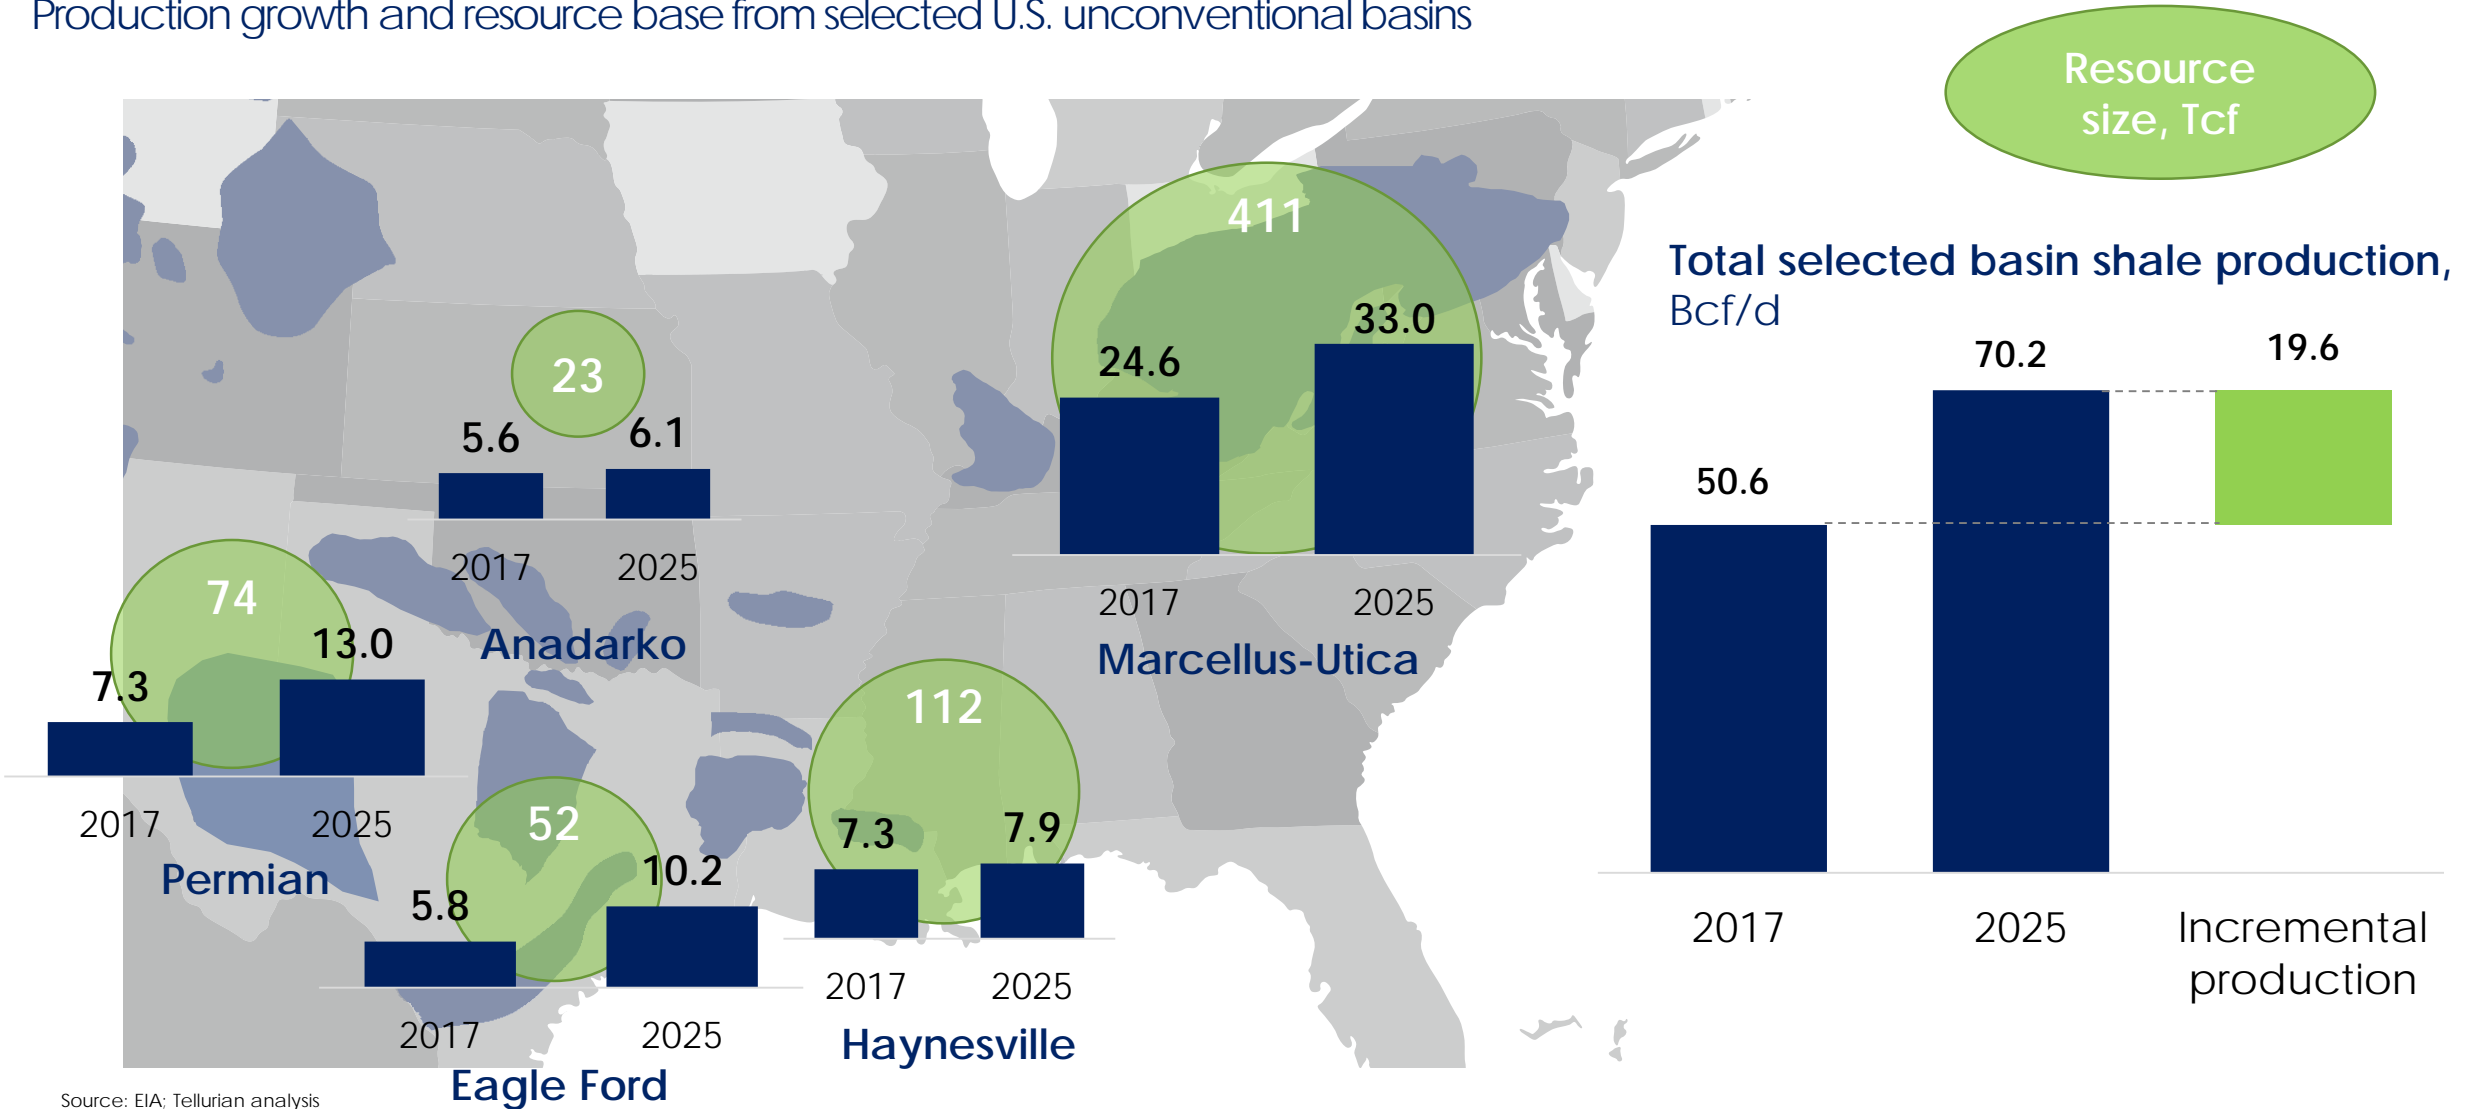 Production growth and resource base from selected U.S. unconventional basins
Resource
size, Tcf
Total selected basin shale production,
Bcf/d
411
24.6
33.0
2017
2025
Marcellus-Utica
23
5.6
6.1
2017
2025
Anadarko
74
7.3
13.0
2017
2025
Permian
52
5.8
10.2
2017
2025
Eagle Ford
112
7.3
7.9
2017
2025
Haynesville
50.6
70.2
19.6
2017
2025
Incremental
production
Source: EIA; Tellurian analysis